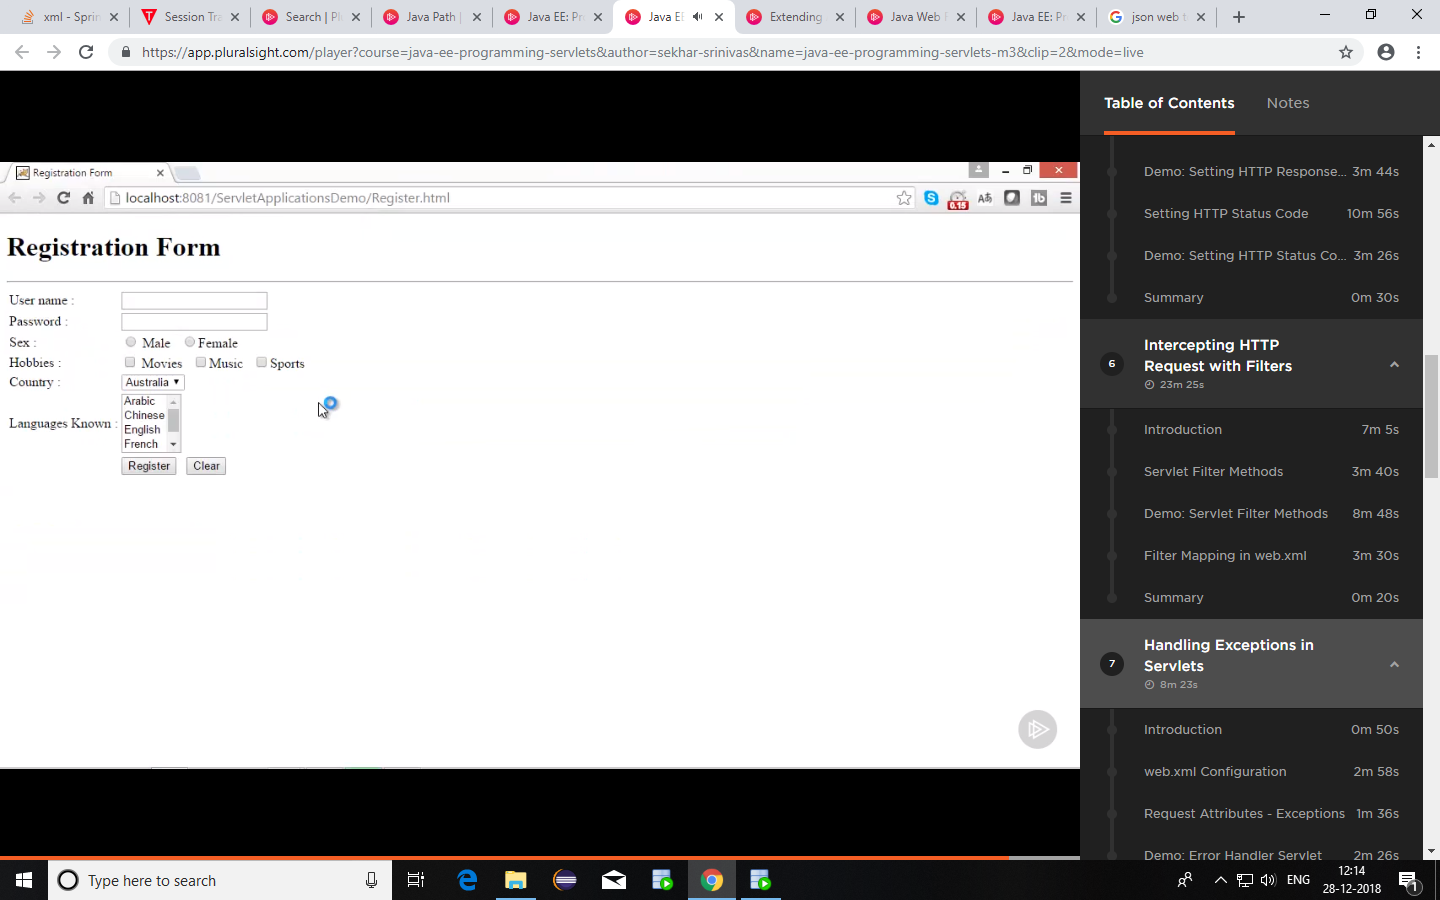 xml - Sprin
Session Tra
Search | Pl
Java Path |
Java EE: Pr
Java EE
Extending
Java Web F
Java EE: Pr
json web t
https://app.pluralsight.com/player?course=java-ee-programming-servlets&author=sekhar-srinivas&name=java-ee-programming-servlets-m3&clip=2&mode=live
Registration Form
localhost:8081/ServletApplicationsDemo/Register.html
0.15
Registration Form
User name :
Password :
Sex : Male Female
Hobbies : Movies Music Sports
Country : Australia
Languages Known :
Arabic
Chinese
English
French
Register Clear
Table of Contents Notes
Demo: Setting HTTP Response... 3m 44s
Setting HTTP Status Code 10m 56s
Demo: Setting HTTP Status Co... 3m 26s
Summary 0m 30s
6
Intercepting HTTP
Request with Filters
23m 25s
Introduction 7m 5s
Servlet Filter Methods 3m 40s
Demo: Servlet Filter Methods 8m 48s
Filter Mapping in web.xml 3m 30s
Summary 0m 20s
7
Handling Exceptions in
Servlets
8m 23s
Introduction 0m 50s
web.xml Configuration 2m 58s
Request Attributes - Exceptions 1m 36s
Demo: Error Handler Servlet 2m 26s
Type here to search
ENG
12:14
28-12-2018
1